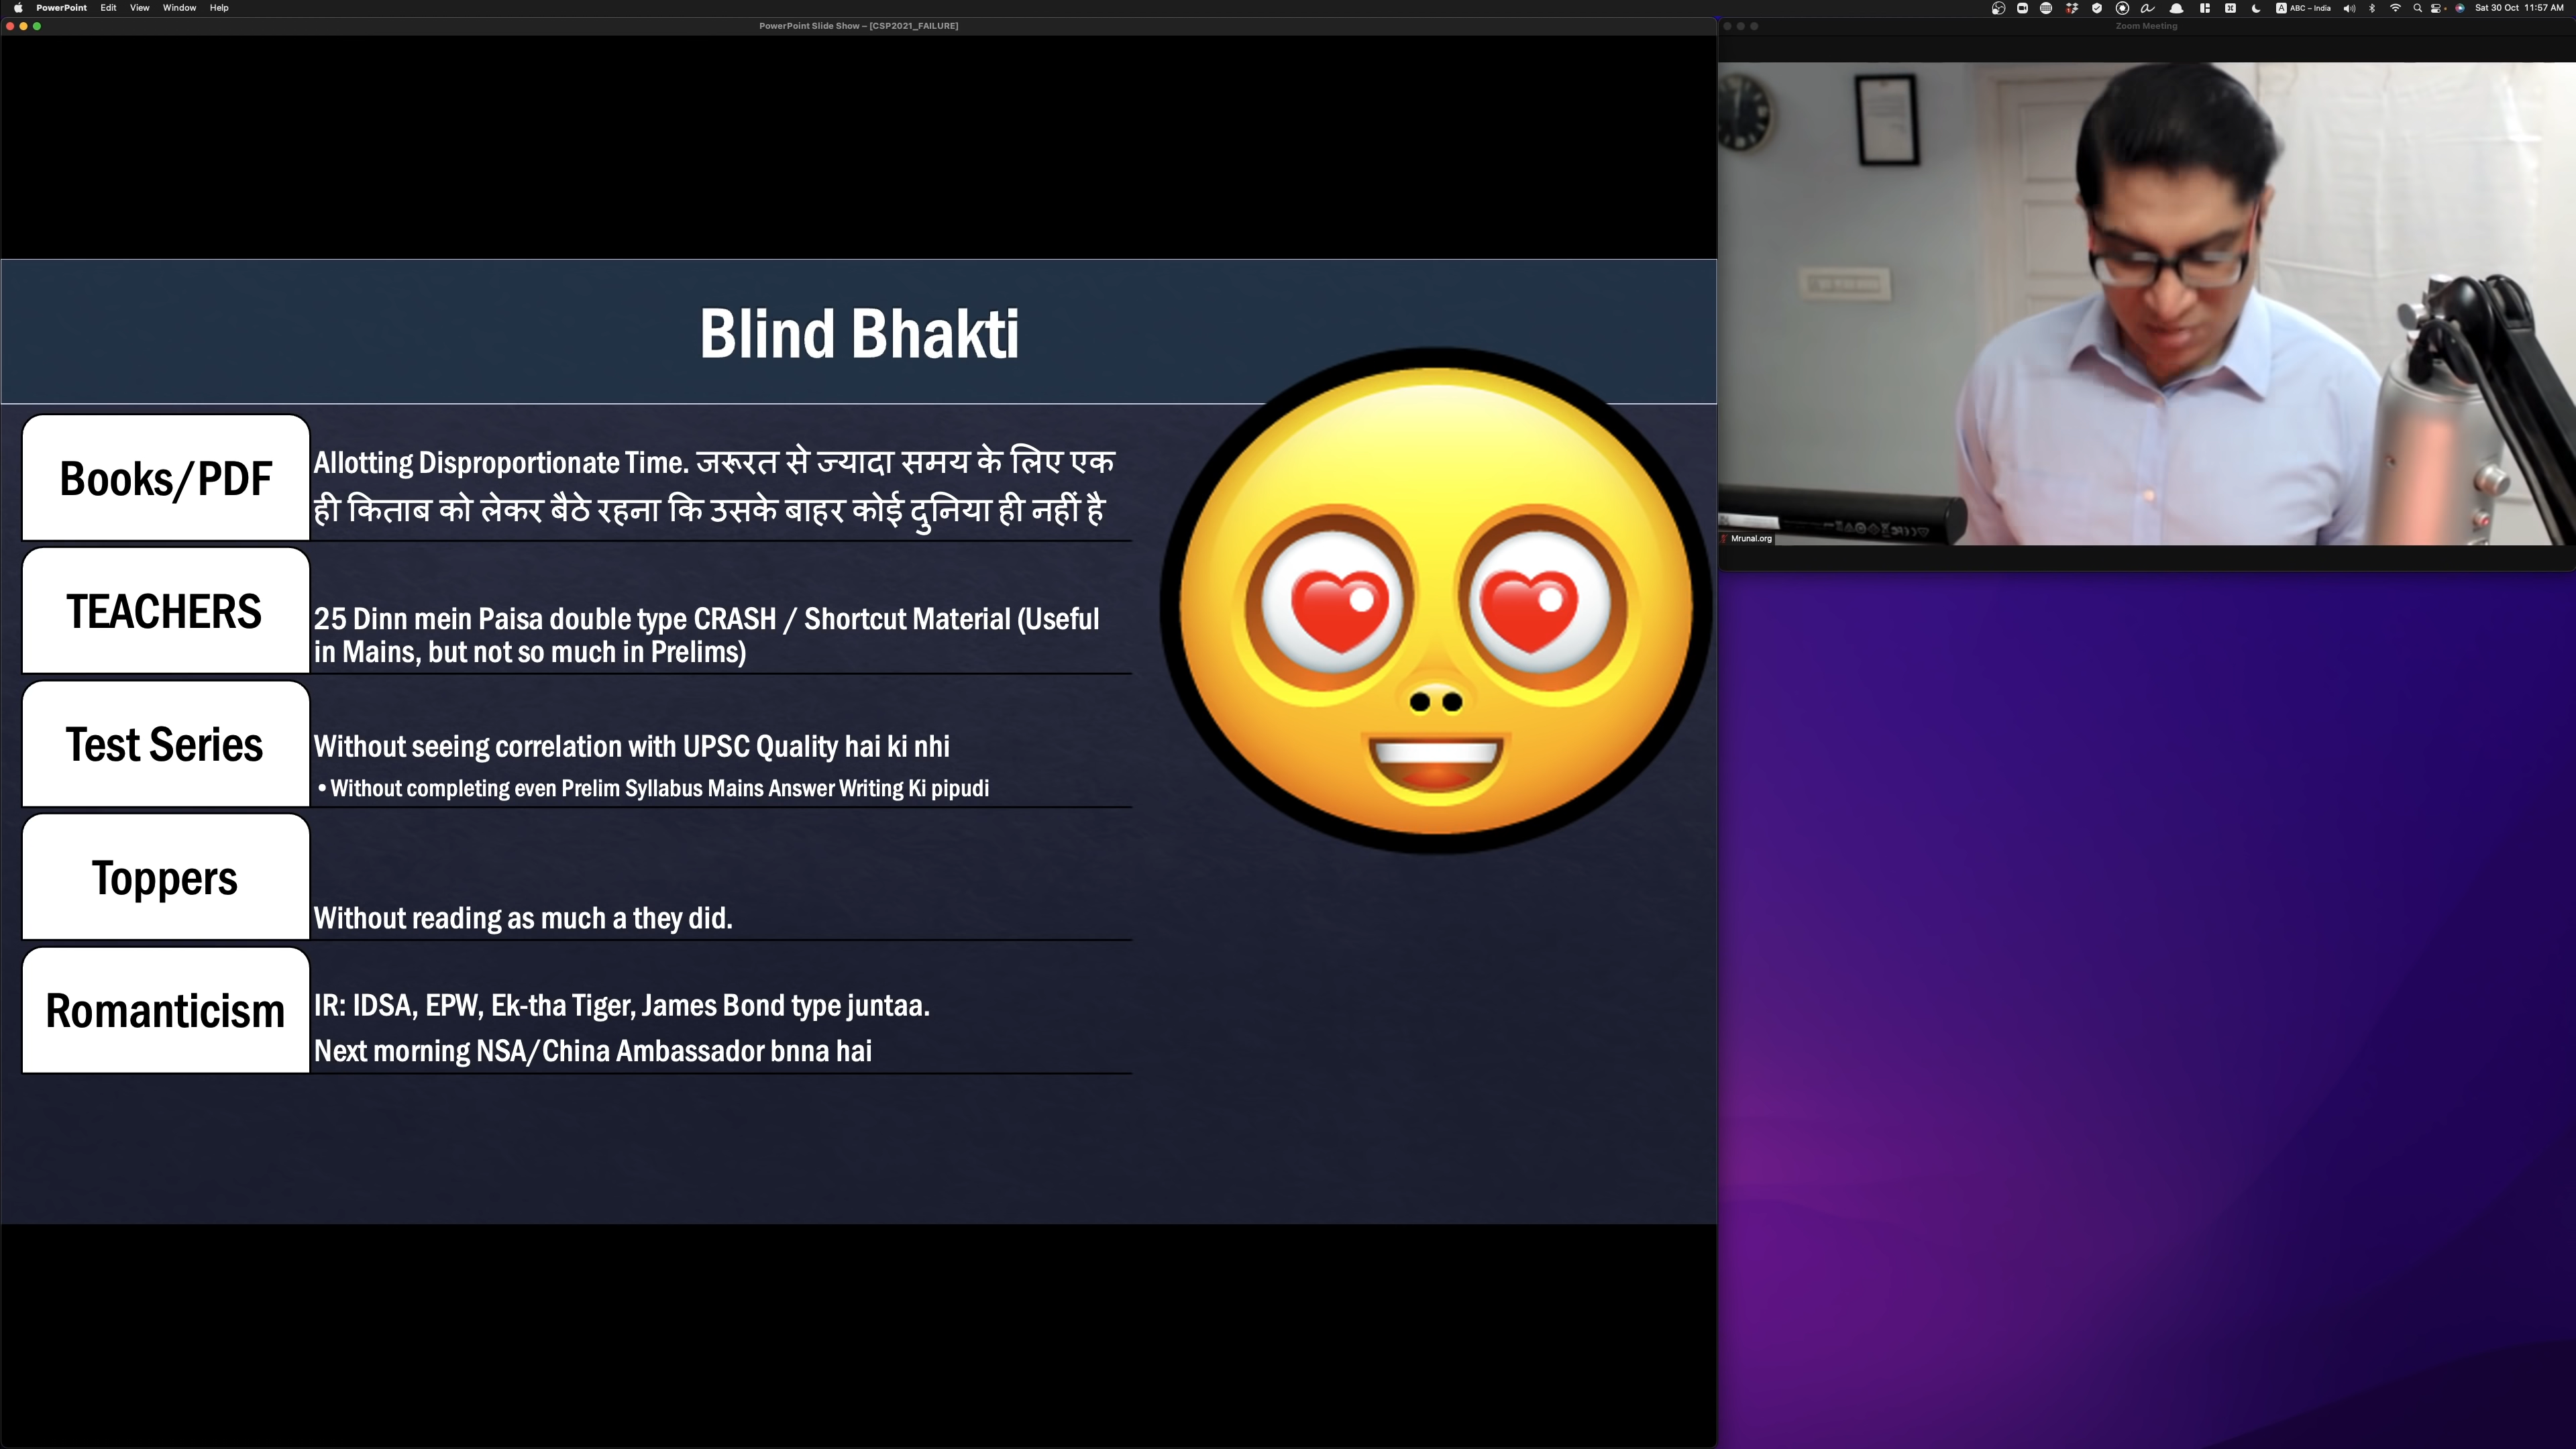 PowerPoint Edit View Window Help
ABC – India
Sat 30 Oct 11:57 AM
PowerPoint Slide Show – [CSP2021_FAILURE]
Zoom Meeting
Blind Bhakti
Books/PDF
Allotting Disproportionate Time. जरूरत से ज्यादा समय के लिए एक
ही किताब को लेकर बैठे रहना कि उसके बाहर कोई दुनिया ही नहीं है
TEACHERS
25 Dinn mein Paisa double type CRASH / Shortcut Material (Useful
in Mains, but not so much in Prelims)
Test Series
Without seeing correlation with UPSC Quality hai ki nhi
• Without completing even Prelim Syllabus Mains Answer Writing Ki pipudi
Toppers
Without reading as much a they did.
Romanticism
IR: IDSA, EPW, Ek-tha Tiger, James Bond type juntaa.
Next morning NSA/China Ambassador bnna hai
Mrunal.org